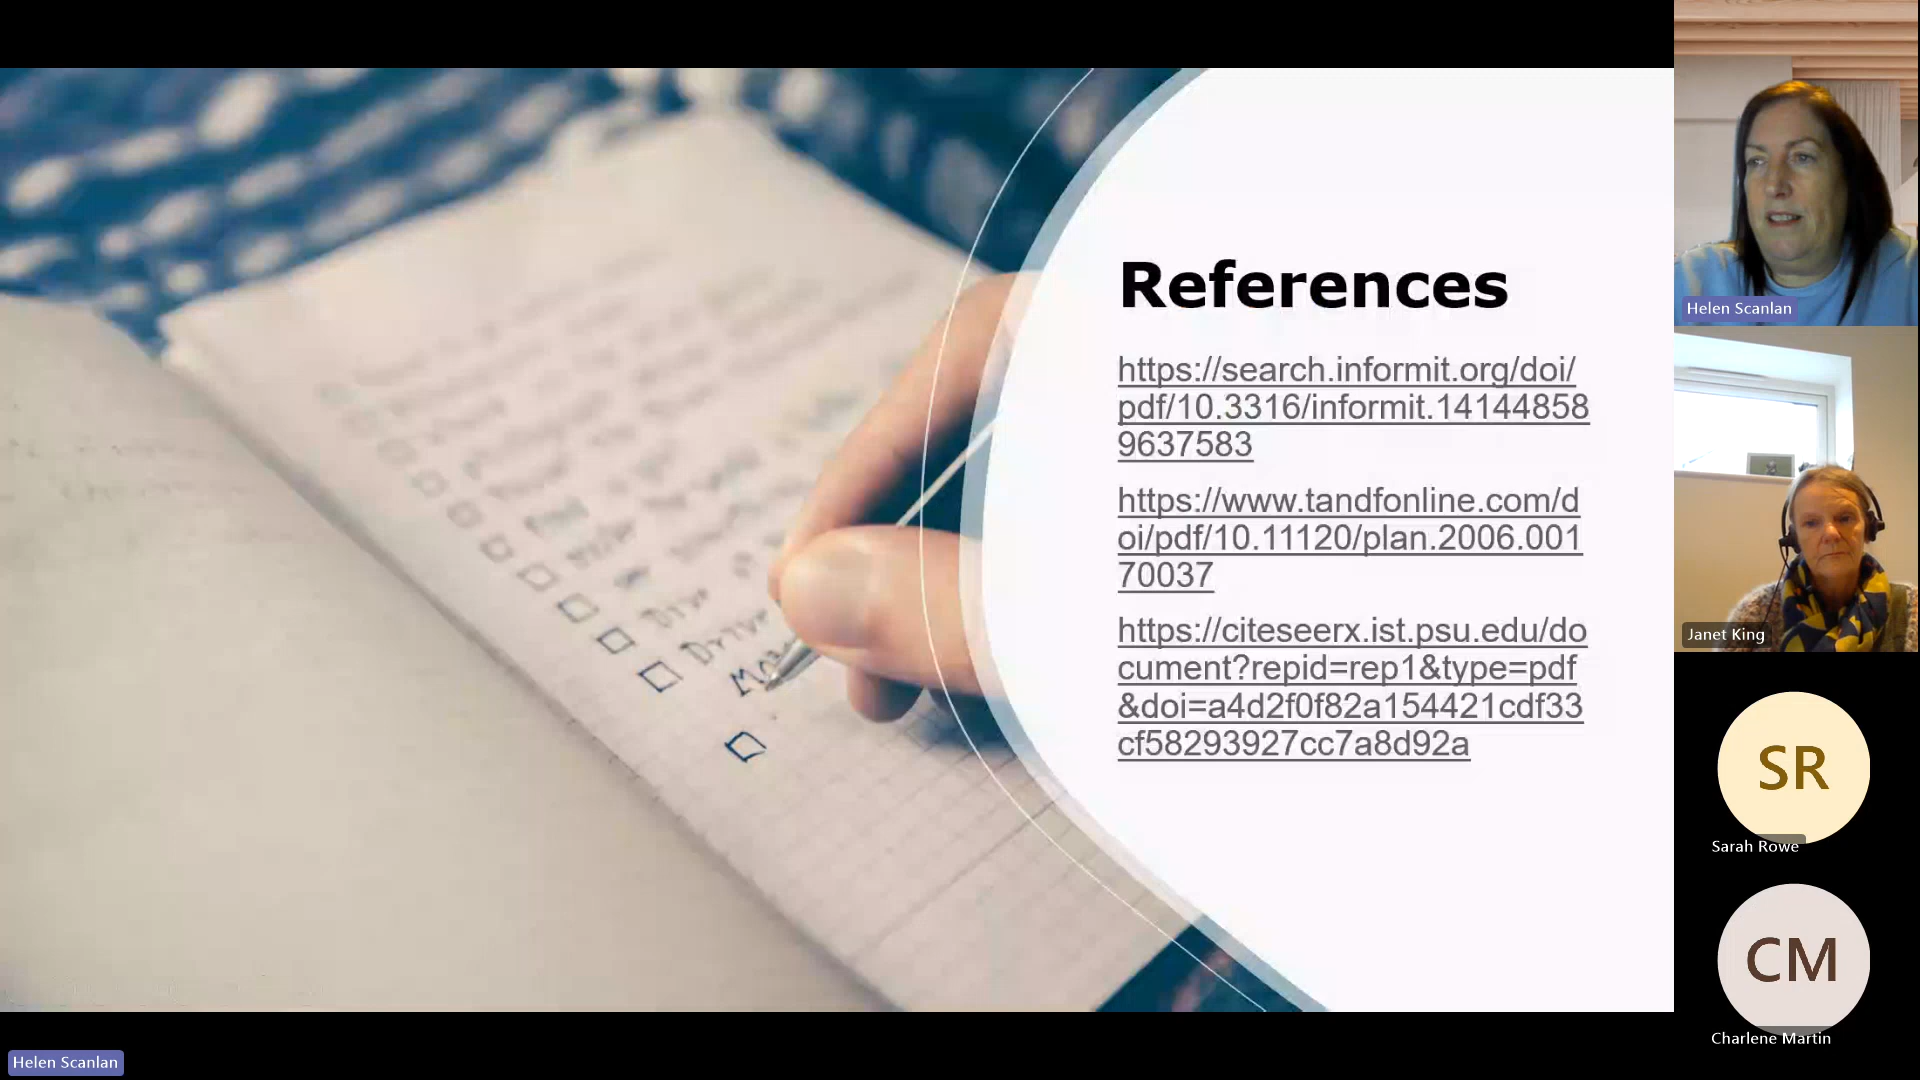 References
https://search.informit.org/doi/
pdf/10.3316/informit.14144858
9637583
https://www.tandfonline.com/d
oi/pdf/10.11120/plan.2006.001
70037
https://citeseerx.ist.psu.edu/do
cument?repid=rep1&type=pdf
&doi=a4d2f0f82a154421cdf33
cf58293927cc7a8d92a
Helen Scanlan
Janet King
SR
Sarah Rowe
CM
Charlene Martin
Helen Scanlan